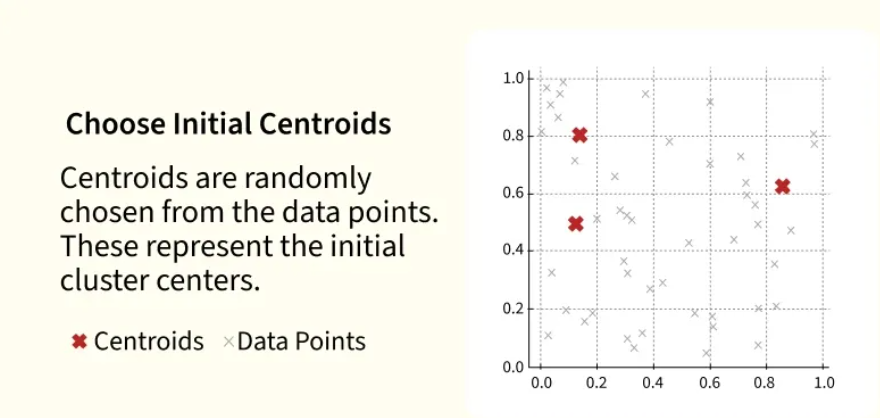 Choose Initial Centroids
Centroids are randomly
chosen from the data points.
These represent the initial
cluster centers.
Centroids Data Points
1.0
0.8
0.6
0.4
0.2
0.0
0.0 0.2 0.4 0.6 0.8 1.0